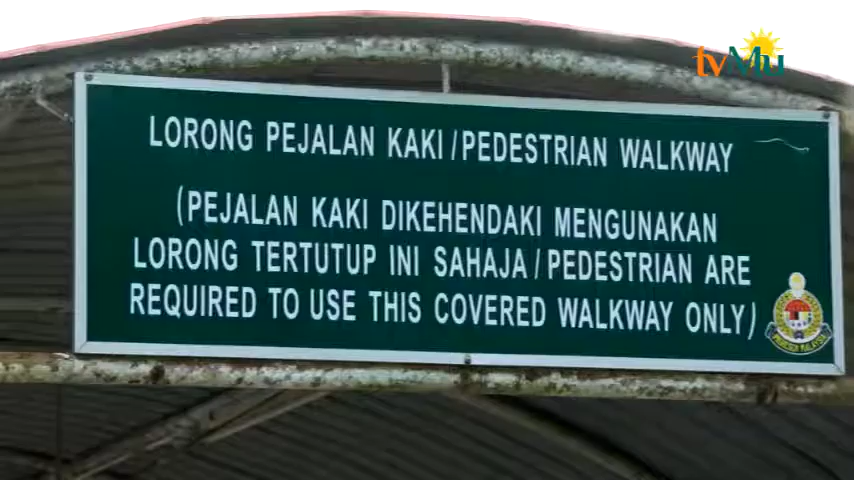 tvMu
LORONG PEJALAN KAKI / PEDESTRIAN WALKWAY
(PEJALAN KAKI DIKEHENDAKI MENGUNAKAN
LORONG TERTUTUP INI SAHAJA / PEDESTRIAN ARE
REQUIRED TO USE THIS COVERED WALKWAY ONLY)